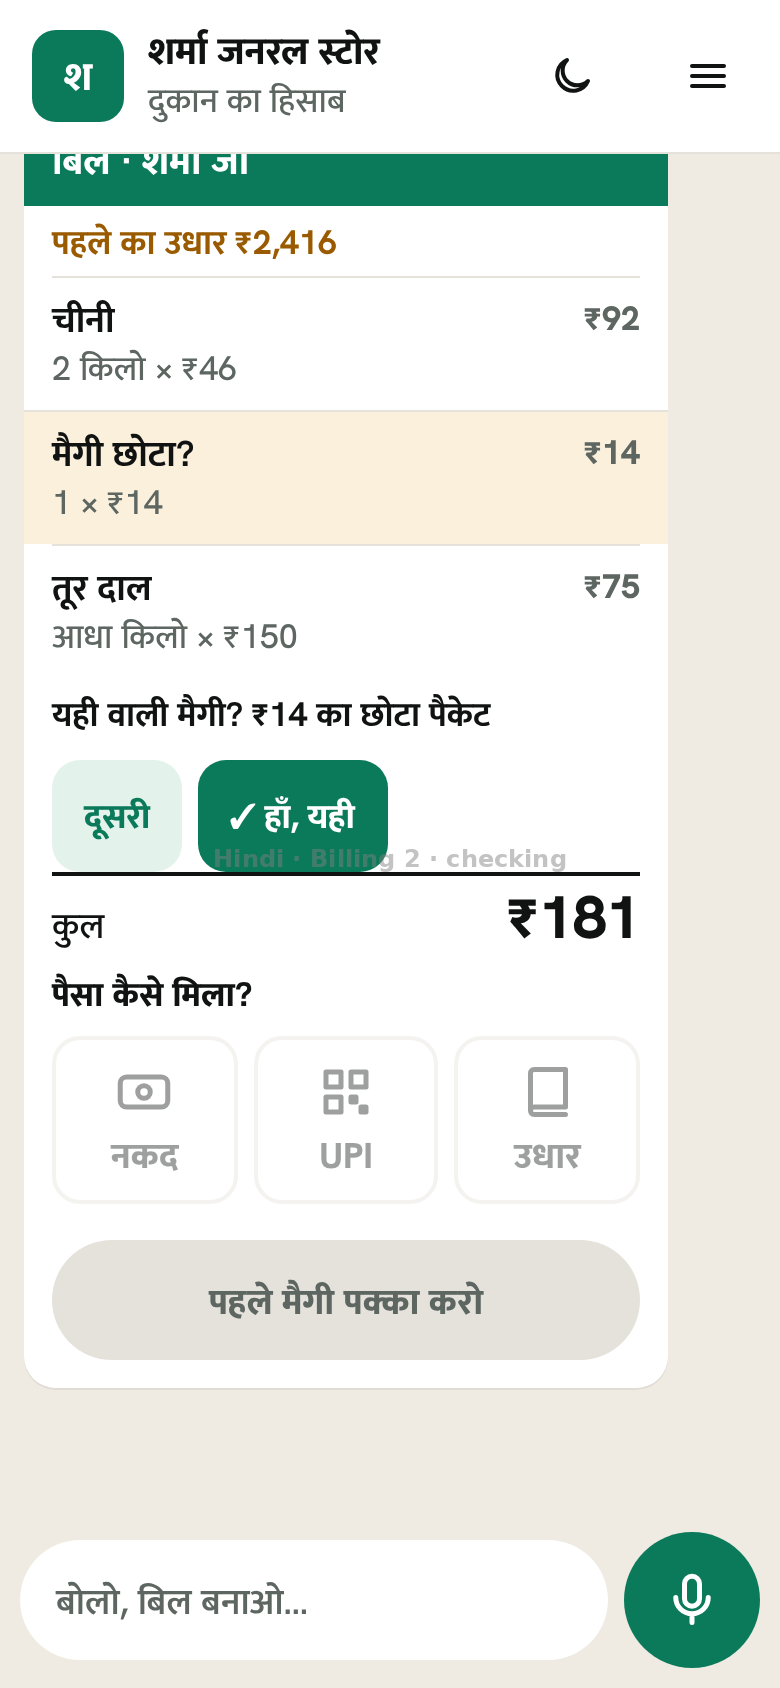 श
शर्मा जनरल स्टोर
दुकान का हिसाब
बिल · शर्मा जी
पहले का उधार ₹2,416
चीनी ₹92
2 किलो × ₹46
मैगी छोटा? ₹14
1 × ₹14
तूर दाल ₹75
आधा किलो × ₹150
यही वाली मैगी? ₹14 का छोटा पैकेट
दूसरी ✓ हाँ, यही
Hindi · Billing 2 · checking
कुल ₹181
पैसा कैसे मिला?
नकद UPI उधार
पहले मैगी पक्का करो
बोलो, बिल बनाओ...